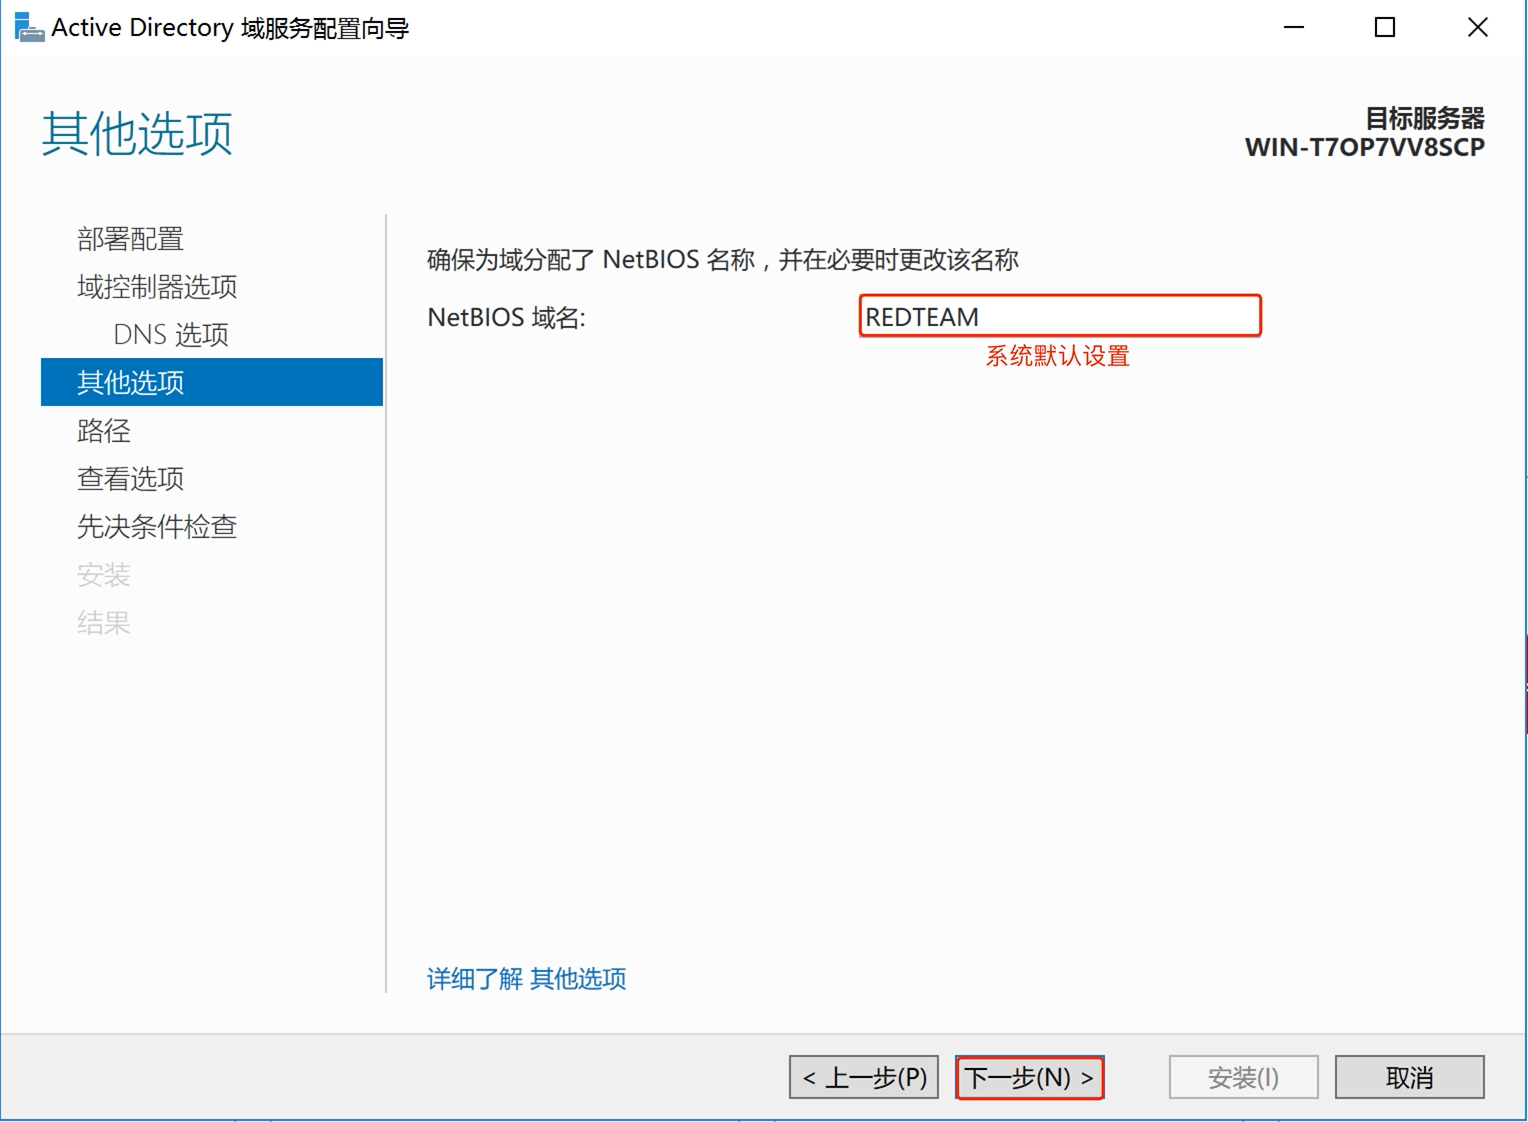 Active Directory 域服务配置向导
其他选项
目标服务器
WIN-T7OP7VV8SCP
部署配置
域控制器选项
DNS 选项
其他选项
路径
查看选项
先决条件检查
安装
结果
确保为域分配了 NetBIOS 名称，并在必要时更改该名称
NetBIOS 域名: REDTEAM
系统默认设置
详细了解 其他选项
< 上一步(P) 下一步(N) > 安装(I) 取消